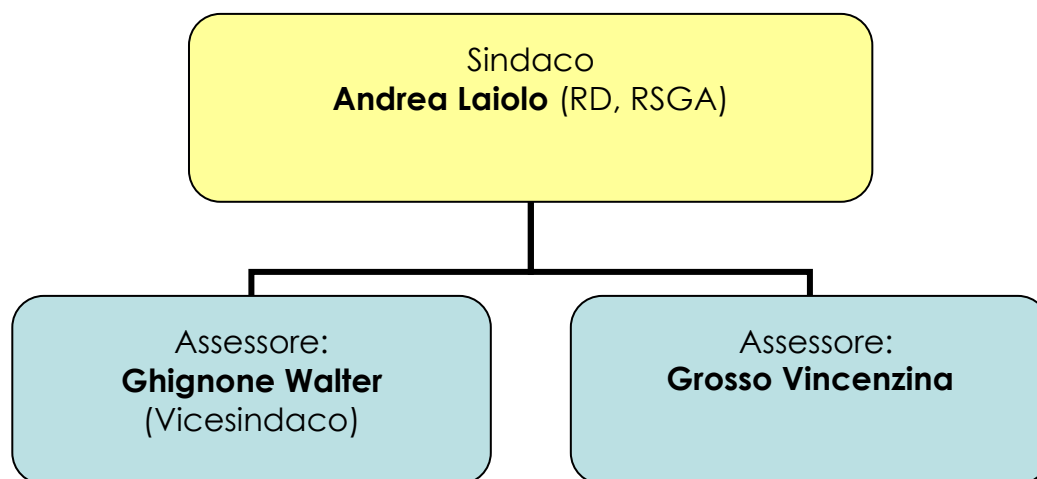 Sindaco
Andrea Laiolo (RD, RSGA)
Assessore:
Ghignone Walter
(Vicesindaco)
Assessore:
Grosso Vincenzina